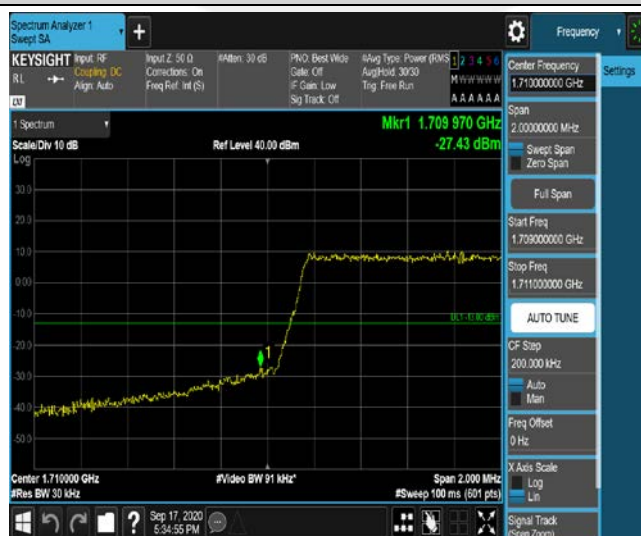 Spectrum Analyzer 1
Swept SA
+
Frequency
KEYSIGHT
RL
Input: RF
Coupling: DC
Align: Auto
Input Z: 50 Ω
Corrections: On
Freq Ref: Int (S)
#Atten: 30 dB
PNO: Best Wide
Gate: Off
IF Gain: Low
Sig Track: Off
#Avg Type: Power (RMS
Avg|Hold: 30/30
Trig: Free Run
1 2 3 4 5 6
M W W W W W
A A A A A A
LXI
1 Spectrum
Scale/Div 10 dB
Ref Level 40.00 dBm
Mkr1 1.709 970 GHz
-27.43 dBm
Log
30.0
20.0
10.0
0.00
-10.0
-20.0
-30.0
-40.0
-50.0
DL1 -13.00 dBm
1
Center 1.710000 GHz
#Res BW 30 kHz
#Video BW 91 kHz*
Span 2.000 MHz
#Sweep 100 ms (601 pts)
Sep 17, 2020
5:34:55 PM
?
Center Frequency
1.710000000 GHz
Settings
Span
2.00000000 MHz
Swept Span
Zero Span
Full Span
Start Freq
1.709000000 GHz
Stop Freq
1.711000000 GHz
AUTO TUNE
CF Step
200.000 kHz
Auto
Man
Freq Offset
0 Hz
X Axis Scale
Log
Lin
Signal Track
(Span Zoom)